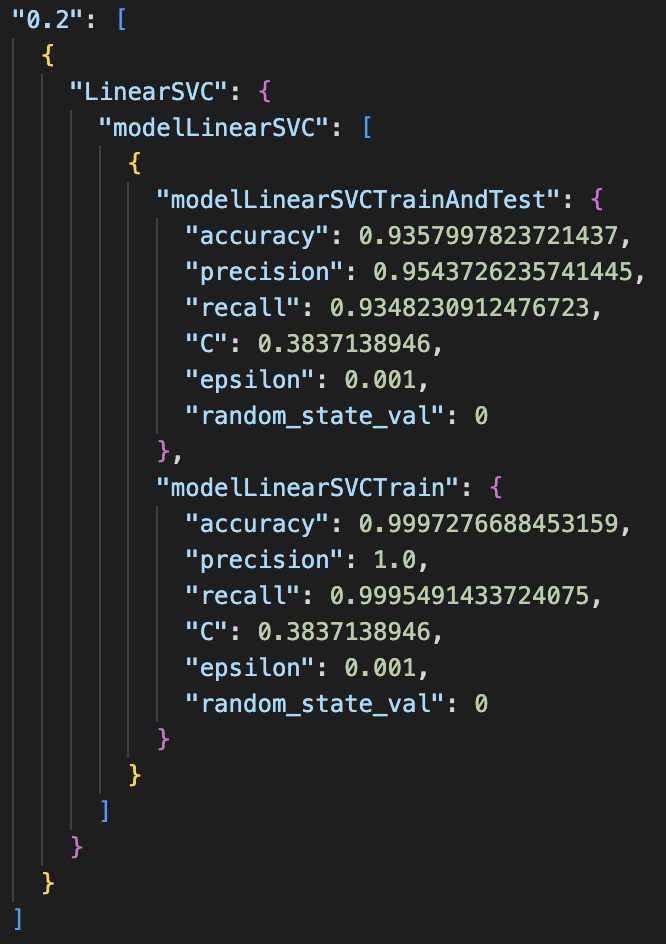 "0.2": [
{
"LinearSVC": {
"modelLinearSVC": [
{
"modelLinearSVCTrainAndTest": {
"accuracy": 0.9357997823721437,
"precision": 0.9543726235741445,
"recall": 0.9348230912476723,
"C": 0.3837138946,
"epsilon": 0.001,
"random_state_val": 0
},
"modelLinearSVCTrain": {
"accuracy": 0.9997276688453159,
"precision": 1.0,
"recall": 0.9995491433724075,
"C": 0.3837138946,
"epsilon": 0.001,
"random_state_val": 0
}
}
]
}
}
]